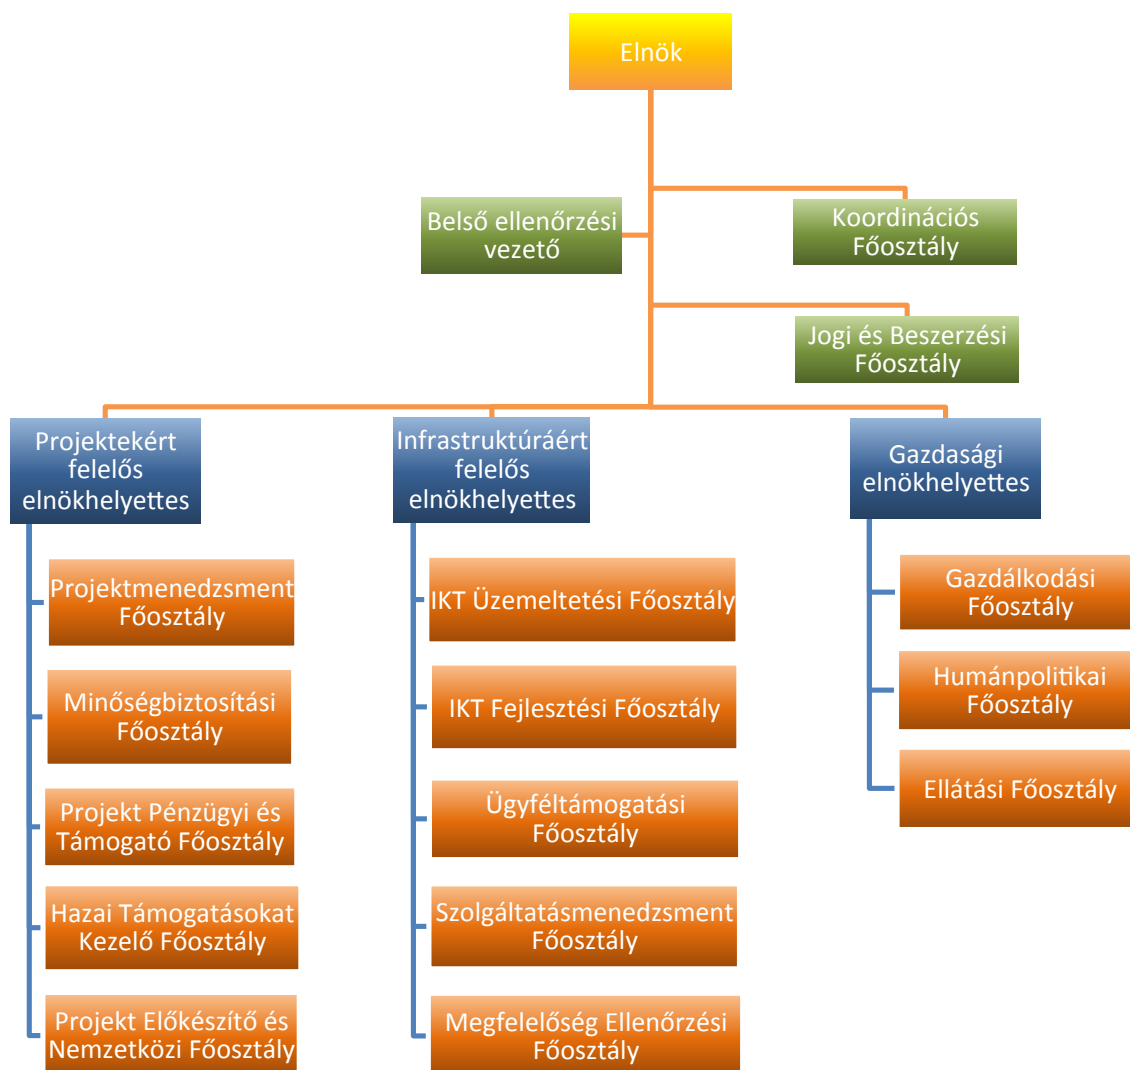 Elnök
Belső ellenőrzési
vezető
Koordinációs
Főosztály
Jogi és Beszerzési
Főosztály
Projektekért
felelős
elnökhelyettes
Infrastruktúráért
felelős
elnökhelyettes
Gazdasági
elnökhelyettes
Projektmenedzsment
Főosztály
Minőségbiztosítási
Főosztály
Projekt Pénzügyi és
Támogató Főosztály
Hazai Támogatásokat
Kezelő Főosztály
Projekt Előkészítő és
Nemzetközi Főosztály
IKT Üzemeltetési Főosztály
IKT Fejlesztési Főosztály
Ügyféltámogatási
Főosztály
Szolgáltatásmenedzsment
Főosztály
Megfelelőség Ellenőrzési
Főosztály
Gazdálkodási
Főosztály
Humánpolitikai
Főosztály
Ellátási Főosztály